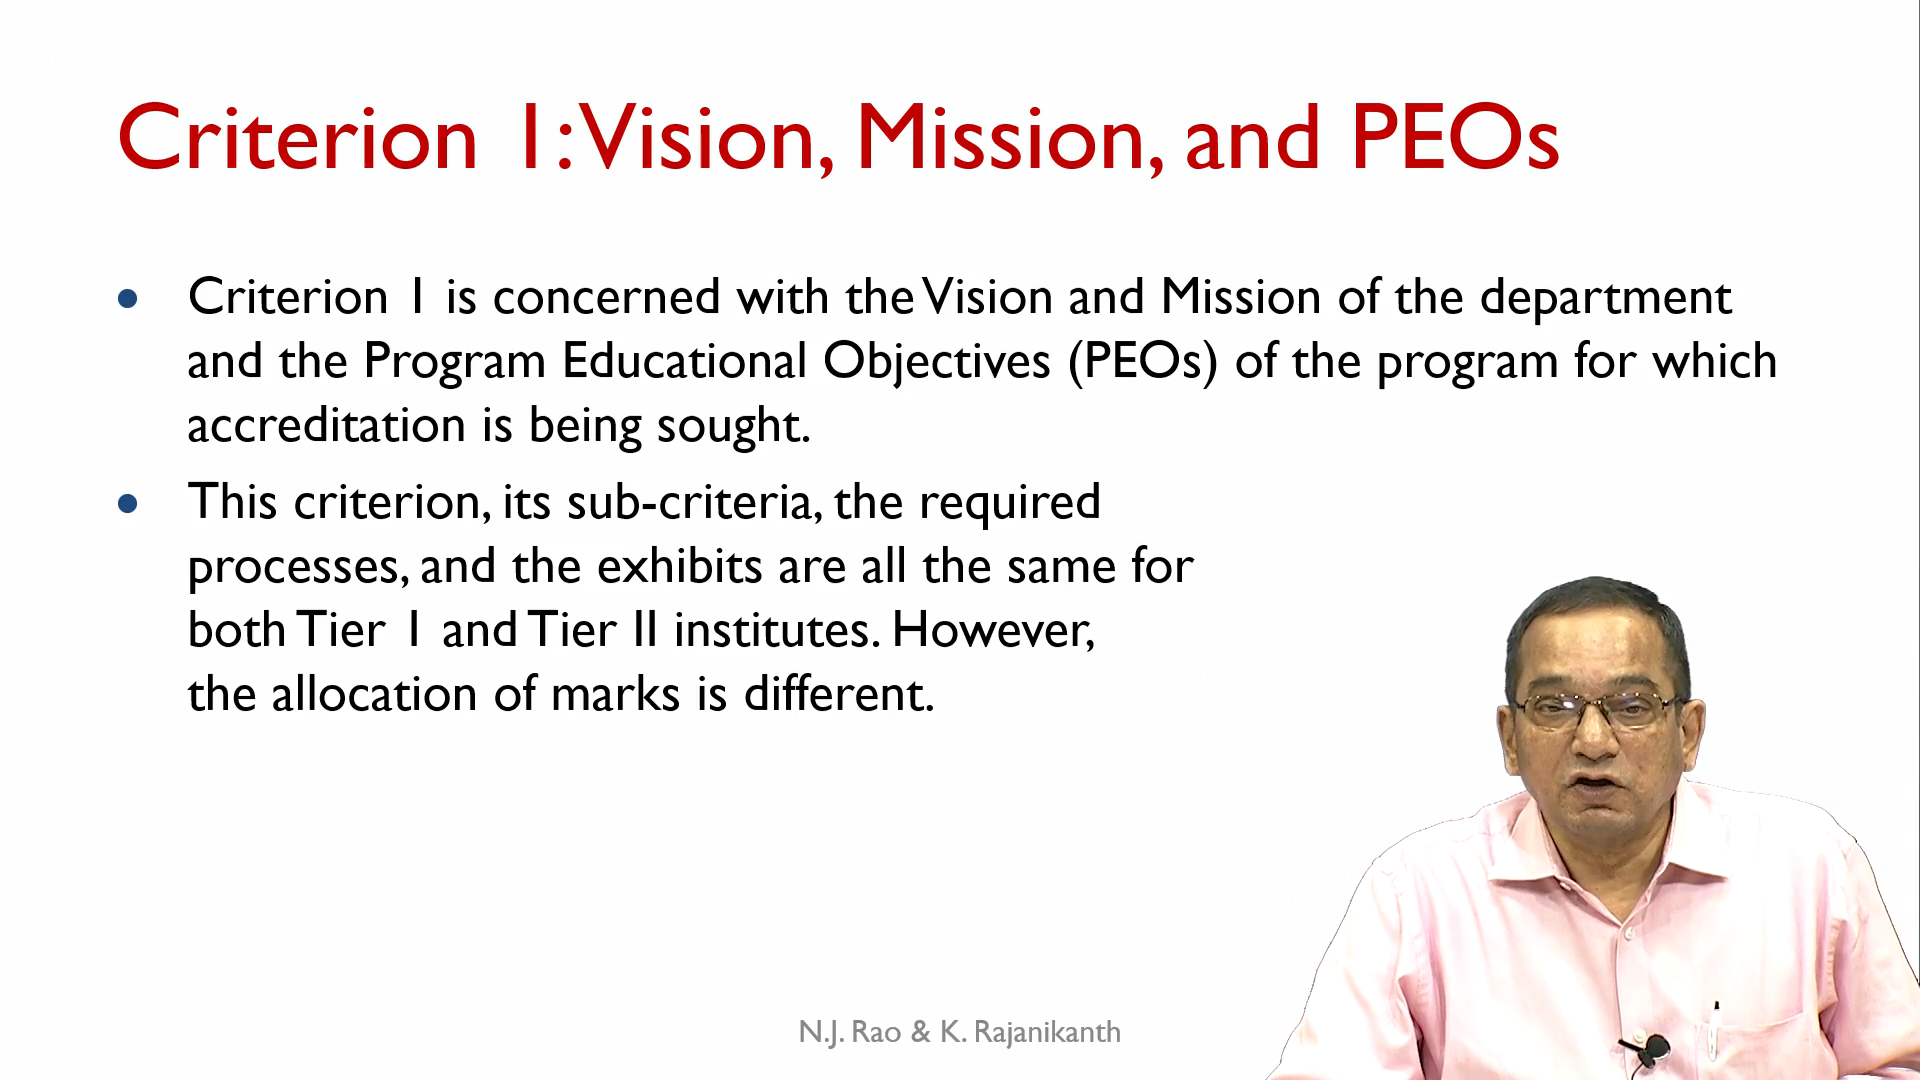 Criterion 1: Vision, Mission, and PEOs
• Criterion 1 is concerned with the Vision and Mission of the department
and the Program Educational Objectives (PEOs) of the program for which
accreditation is being sought.
• This criterion, its sub-criteria, the required
processes, and the exhibits are all the same for
both Tier 1 and Tier II institutes. However,
the allocation of marks is different.
N.J. Rao & K. Rajanikanth